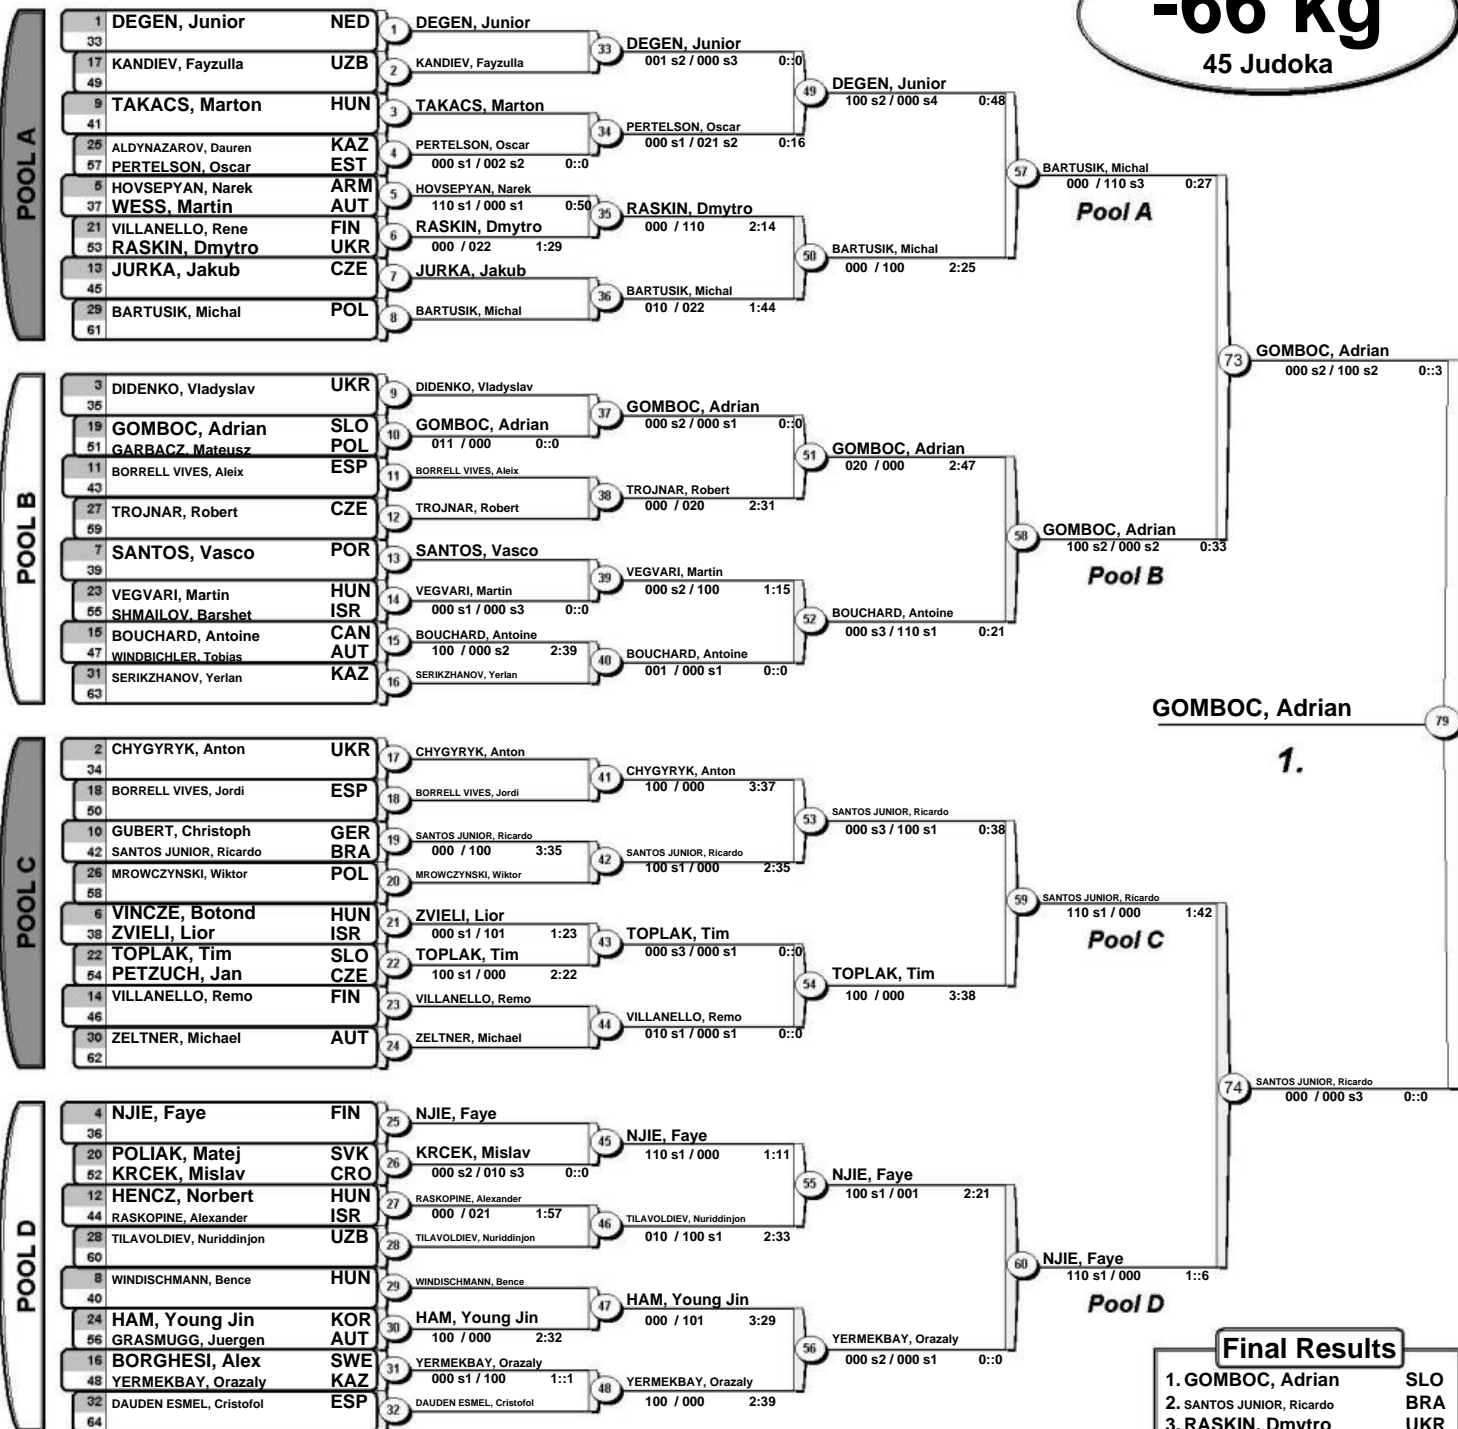 -66 kg
45 Judoka
POOL A
1 DEGEN, Junior NED
33
17 KANDIEV, Fayzulla UZB
49
9 TAKACS, Marton HUN
41
25 ALDYNAZAROV, Dauren KAZ
57 PERTELSON, Oscar EST
5 HOVSEPYAN, Narek ARM
37 WESS, Martin AUT
21 VILLANELLO, Rene FIN
53 RASKIN, Dmytro UKR
13 JURKA, Jakub CZE
45
29 BARTUSIK, Michal POL
61
1 DEGEN, Junior
2 KANDIEV, Fayzulla
3 TAKACS, Marton
4 PERTELSON, Oscar
000 s1 / 002 s2 0::0
5 HOVSEPYAN, Narek
110 s1 / 000 s1 0:50
6 RASKIN, Dmytro
000 / 022 1:29
7 JURKA, Jakub
8 BARTUSIK, Michal
33 DEGEN, Junior
001 s2 / 000 s3 0::0
34 PERTELSON, Oscar
000 s1 / 021 s2 0:16
35 RASKIN, Dmytro
000 / 110 2:14
36 BARTUSIK, Michal
010 / 022 1:44
49 DEGEN, Junior
100 s2 / 000 s4 0:48
50 BARTUSIK, Michal
000 / 100 2:25
57 BARTUSIK, Michal
000 / 110 s3 0:27
Pool A
POOL B
3 DIDENKO, Vladyslav UKR
35
19 GOMBOC, Adrian SLO
51 GARBACZ, Mateusz POL
11 BORRELL VIVES, Aleix ESP
43
27 TROJNAR, Robert CZE
59
7 SANTOS, Vasco POR
39
23 VEGVARI, Martin HUN
55 SHMAILOV, Barshet ISR
15 BOUCHARD, Antoine CAN
47 WINDBICHLER, Tobias AUT
31 SERIKZHANOV, Yerlan KAZ
63
9 DIDENKO, Vladyslav
10 GOMBOC, Adrian
011 / 000 0::0
11 BORRELL VIVES, Aleix
12 TROJNAR, Robert
13 SANTOS, Vasco
14 VEGVARI, Martin
000 s1 / 000 s3 0::0
15 BOUCHARD, Antoine
100 / 000 s2 2:39
16 SERIKZHANOV, Yerlan
37 GOMBOC, Adrian
000 s2 / 000 s1 0::0
38 TROJNAR, Robert
000 / 020 2:31
39 VEGVARI, Martin
000 s2 / 100 1:15
40 BOUCHARD, Antoine
001 / 000 s1 0::0
51 GOMBOC, Adrian
020 / 000 2:47
52 BOUCHARD, Antoine
000 s3 / 110 s1 0:21
58 GOMBOC, Adrian
100 s2 / 000 s2 0:33
Pool B
73 GOMBOC, Adrian
000 s2 / 100 s2 0::3
GOMBOC, Adrian 79
1.
POOL C
2 CHYGYRYK, Anton UKR
34
18 BORRELL VIVES, Jordi ESP
50
10 GUBERT, Christoph GER
42 SANTOS JUNIOR, Ricardo BRA
26 MROWCZYNSKI, Wiktor POL
58
6 VINCZE, Botond HUN
38 ZVIELI, Lior ISR
22 TOPLAK, Tim SLO
54 PETZUCH, Jan CZE
14 VILLANELLO, Remo FIN
46
30 ZELTNER, Michael AUT
62
17 CHYGYRYK, Anton
18 BORRELL VIVES, Jordi
19 SANTOS JUNIOR, Ricardo
000 / 100 3:35
20 MROWCZYNSKI, Wiktor
21 ZVIELI, Lior
000 s1 / 101 1:23
22 TOPLAK, Tim
100 s1 / 000 2:22
23 VILLANELLO, Remo
24 ZELTNER, Michael
41 CHYGYRYK, Anton
100 / 000 3:37
42 SANTOS JUNIOR, Ricardo
100 s1 / 000 2:35
43 TOPLAK, Tim
000 s3 / 000 s1 0::0
44 VILLANELLO, Remo
010 s1 / 000 s1 0::0
53 SANTOS JUNIOR, Ricardo
000 s3 / 100 s1 0:38
54 TOPLAK, Tim
100 / 000 3:38
59 SANTOS JUNIOR, Ricardo
110 s1 / 000 1:42
Pool C
74 SANTOS JUNIOR, Ricardo
000 / 000 s3 0::0
POOL D
4 NJIE, Faye FIN
36
20 POLIAK, Matej SVK
52 KRCEK, Mislav CRO
12 HENCZ, Norbert HUN
44 RASKOPINE, Alexander ISR
28 TILAVOLDIEV, Nuriddinjon UZB
60
8 WINDISCHMANN, Bence HUN
40
24 HAM, Young Jin KOR
56 GRASMUGG, Juergen AUT
16 BORGHESI, Alex SWE
48 YERMEKBAY, Orazaly KAZ
32 DAUDEN ESMEL, Cristofol ESP
64
25 NJIE, Faye
26 KRCEK, Mislav
000 s2 / 010 s3 0::0
27 RASKOPINE, Alexander
000 / 021 1:57
28 TILAVOLDIEV, Nuriddinjon
29 WINDISCHMANN, Bence
30 HAM, Young Jin
100 / 000 2:32
31 YERMEKBAY, Orazaly
000 s1 / 100 1::1
32 DAUDEN ESMEL, Cristofol
45 NJIE, Faye
110 s1 / 000 1:11
46 TILAVOLDIEV, Nuriddinjon
010 / 100 s1 2:33
47 HAM, Young Jin
000 / 101 3:29
48 YERMEKBAY, Orazaly
100 / 000 2:39
55 NJIE, Faye
100 s1 / 001 2:21
56 YERMEKBAY, Orazaly
000 s2 / 000 s1 0::0
60 NJIE, Faye
110 s1 / 000 1::6
Pool D
Final Results
1. GOMBOC, Adrian SLO
2. SANTOS JUNIOR, Ricardo BRA
3. RASKIN, Dmytro UKR